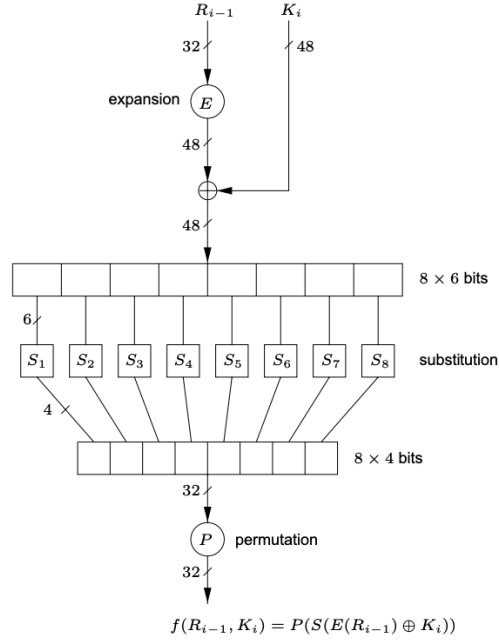 R_{i−1} K_i
32 48
expansion E
48
⊕
48
8 × 6 bits
6
S_1 S_2 S_3 S_4 S_5 S_6 S_7 S_8 substitution
4
8 × 4 bits
32
P permutation
32
f(R_{i−1}, K_i) = P(S(E(R_{i−1}) ⊕ K_i))